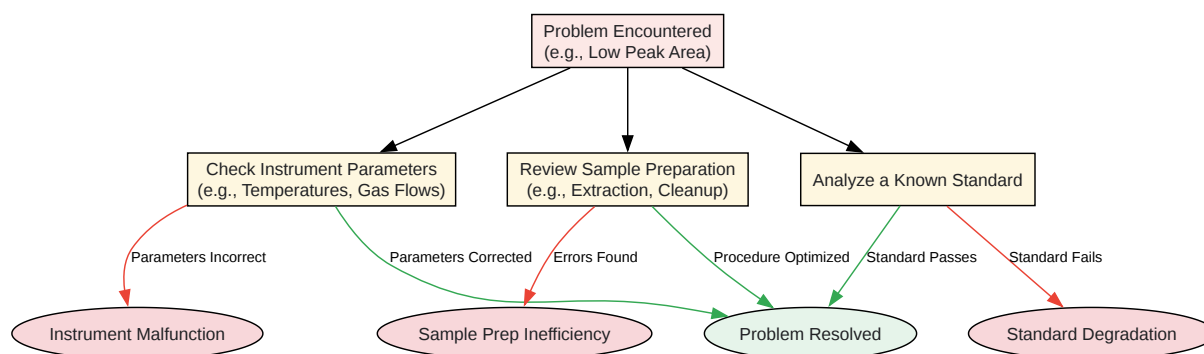 Problem Encountered
(e.g., Low Peak Area)
Check Instrument Parameters
(e.g., Temperatures, Gas Flows)
Review Sample Preparation
(e.g., Extraction, Cleanup)
Analyze a Known Standard
Parameters Incorrect
Parameters Corrected
Errors Found
Procedure Optimized
Standard Passes
Standard Fails
Instrument Malfunction
Sample Prep Inefficiency
Problem Resolved
Standard Degradation